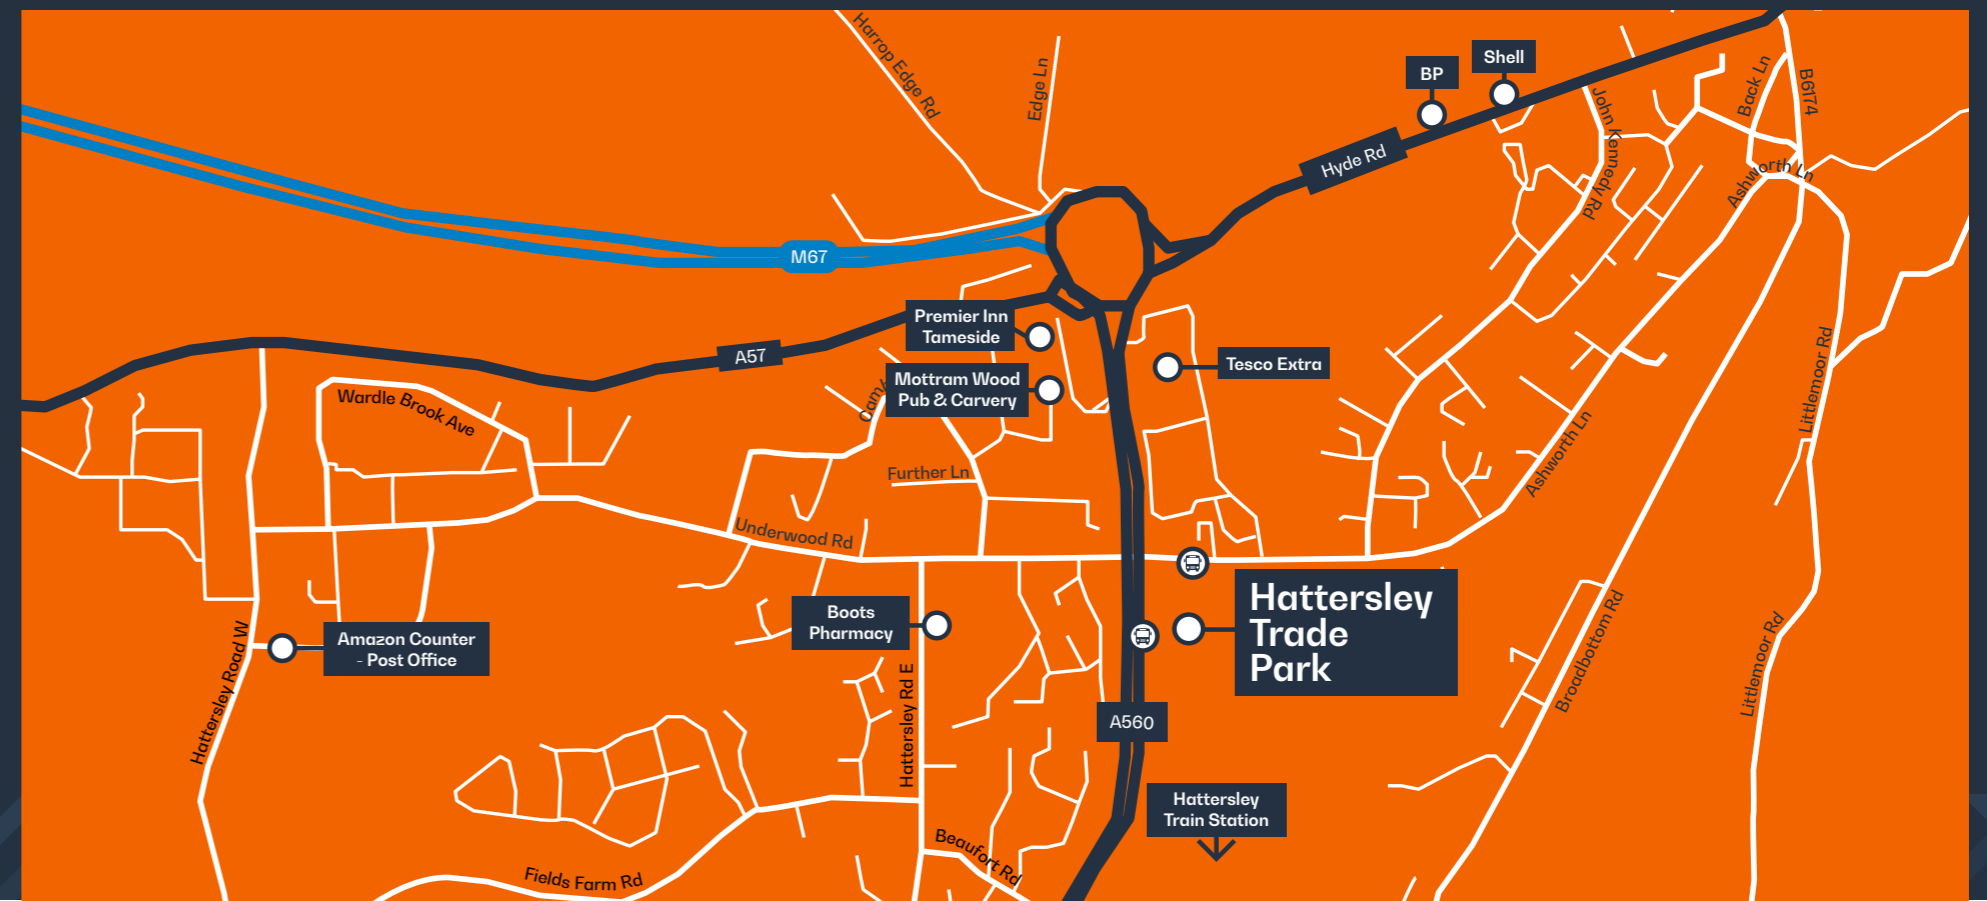 Harrop Edge Rd
Edge Ln
BP
Shell
Hyde Rd
John Kennedy Rd
Back Ln
B6174
Ashworth Ln
M67
A57
Premier Inn
Tameside
Mottram Wood
Pub & Carvery
Tesco Extra
Wardle Brook Ave
Further Ln
Underwood Rd
Ashworth Ln
Littlemoor Rd
Hattersley
Trade
Park
Boots
Pharmacy
Amazon Counter
- Post Office
Hattersley Road W
Hattersley Rd E
A560
Broadbottom Rd
Littlemoor Rd
Hattersley
Train Station
Beaufort Rd
Fields Farm Rd